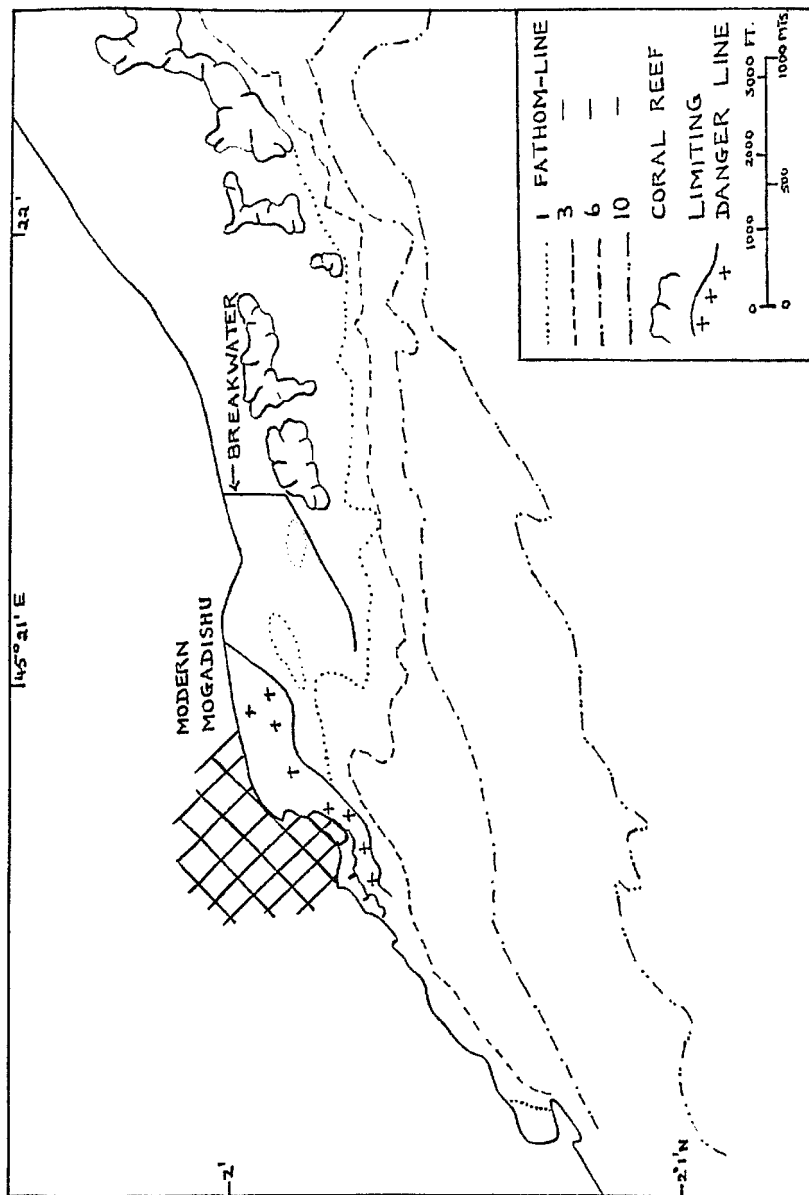 45°21'E
22'
MODERN
MOGADISHU
←BREAKWATER
2'
2°1'N
1 FATHOM-LINE
3 — —
6 — —
10 — —
CORAL REEF
LIMITING
DANGER LINE
0 1000 2000 3000 FT.
0 500 1000 MTS.